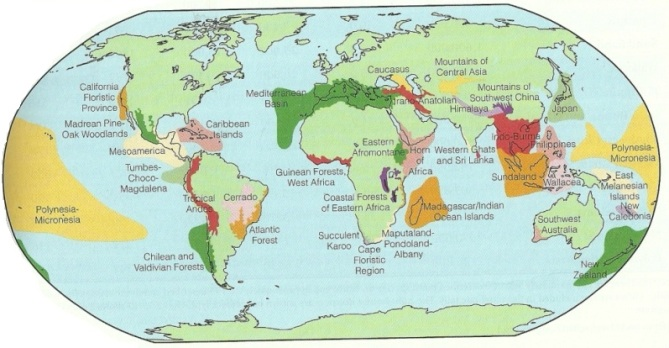 California
Floristic
Province
Madrean Pine-
Oak Woodlands
Mesoamerica
Caribbean
Islands
Tumbes-
Choco-
Magdalena
Polynesia-
Micronesia
Tropical
Andes
Cerrado
Atlantic
Forest
Chilean and
Valdivian Forests
Mediterranean
Basin
Caucasus
Irano-Anatolian
Mountains of
Central Asia
Mountains of
Southwest China
Himalaya
Japan
Eastern
Afromontane
Horn
of
Africa
Western Ghats
and Sri Lanka
Indo-Burma
Philippines
Polynesia-
Micronesia
Guinean Forests,
West Africa
Coastal Forests
of Eastern Africa
Madagascar/Indian
Ocean Islands
Sundaland
Wallacea
East
Melanesian
Islands
New
Caledonia
Succulent
Karoo
Cape
Floristic
Region
Maputaland-
Pondoland-
Albany
Southwest
Australia
New
Zealand